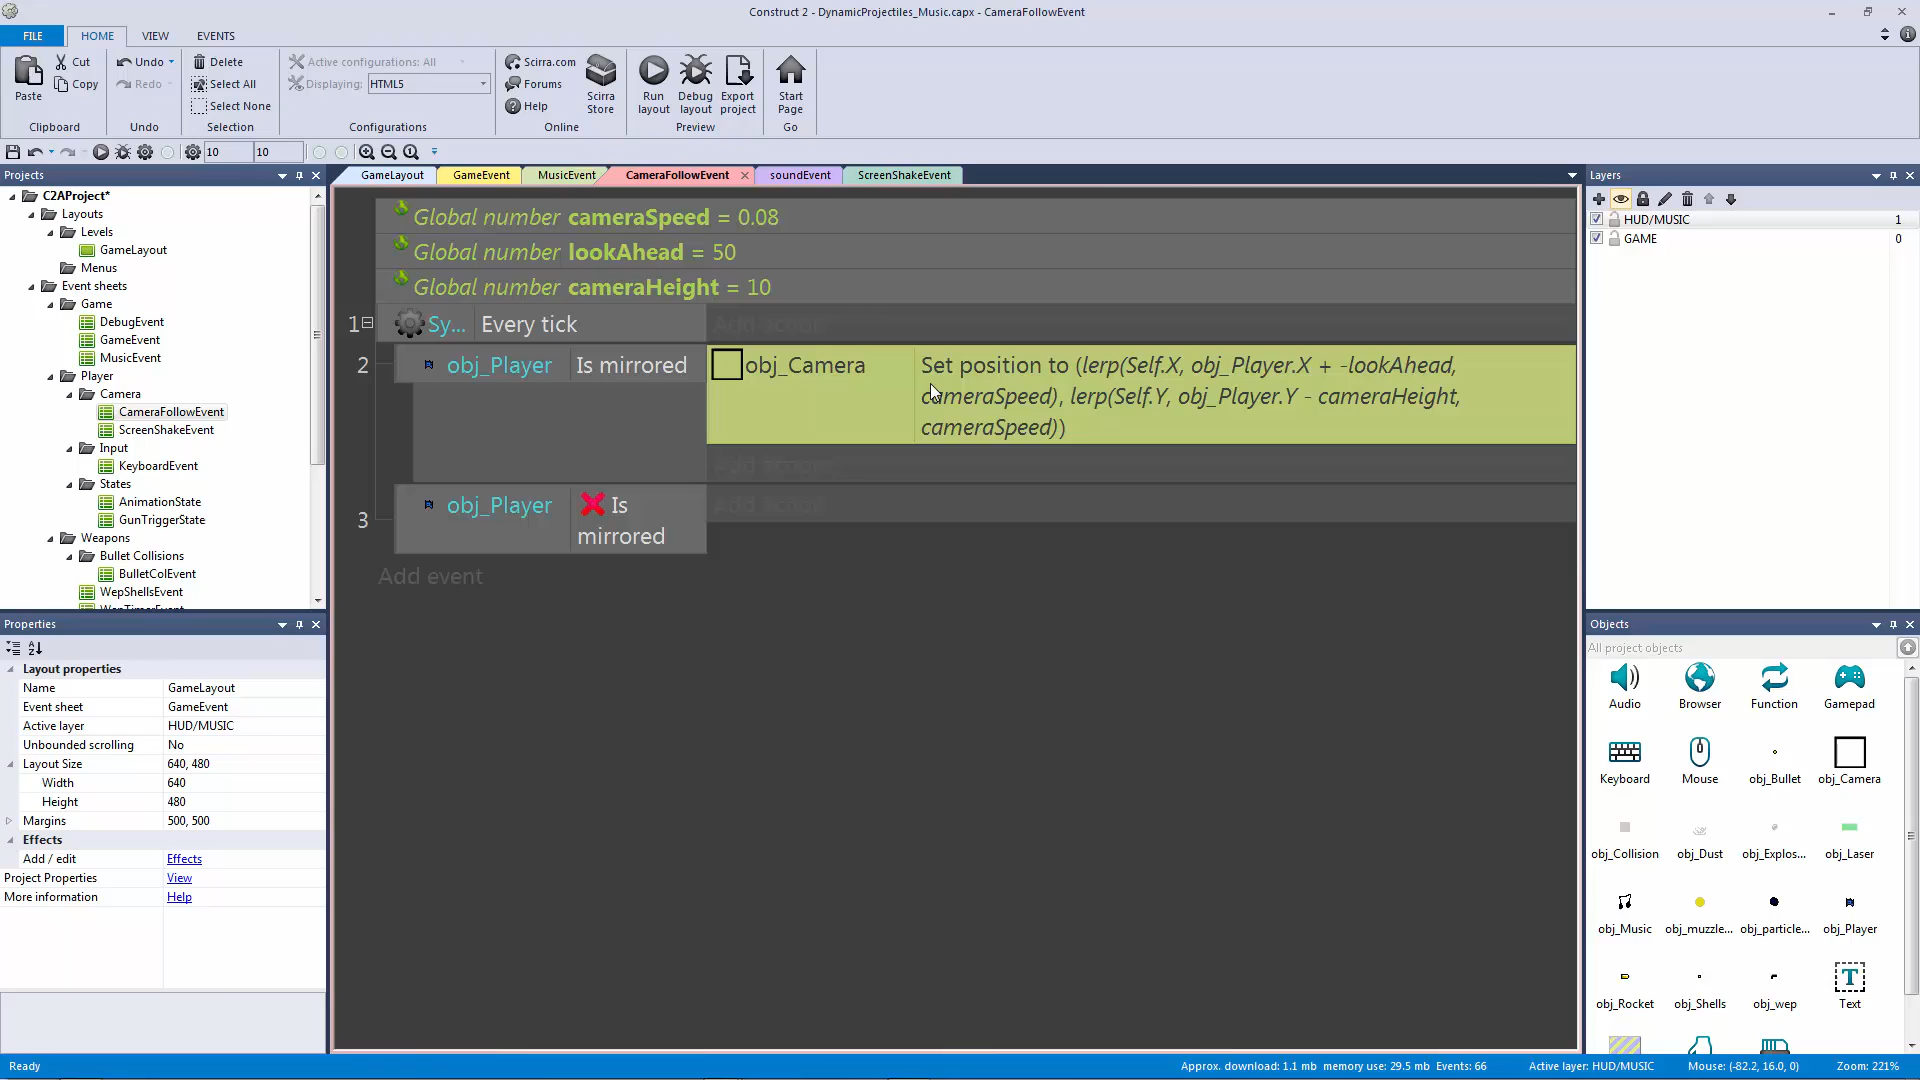 Construct 2 - DynamicProjectiles_Music.capx - CameraFollowEvent
FILE
HOME
VIEW
EVENTS
Paste
Cut
Copy
Clipboard
Undo
Redo
Undo
Delete
Select All
Select None
Selection
Active configurations: All
Displaying:
HTML5
Configurations
Scirra.com
Forums
Help
Scirra Store
Online
Run layout
Debug layout
Export project
Preview
Start Page
Go
10
10
Projects
C2AProject*
Layouts
Levels
GameLayout
Menus
Event sheets
Game
DebugEvent
GameEvent
MusicEvent
Player
Camera
CameraFollowEvent
ScreenShakeEvent
Input
KeyboardEvent
States
AnimationState
GunTriggerState
Weapons
Bullet Collisions
BulletColEvent
WepShellsEvent
WepTimerEvent
Properties
Layout properties
Name GameLayout
Event sheet GameEvent
Active layer HUD/MUSIC
Unbounded scrolling No
Layout Size 640, 480
Width 640
Height 480
Margins 500, 500
Effects
Add / edit Effects
Project Properties View
More information Help
GameLayout
GameEvent
MusicEvent
CameraFollowEvent
soundEvent
ScreenShakeEvent
Global number cameraSpeed = 0.08
Global number lookAhead = 50
Global number cameraHeight = 10
1 Sy... Every tick Add action
2 obj_Player Is mirrored obj_Camera Set position to (lerp(Self.X, obj_Player.X + -lookAhead,
cameraSpeed), lerp(Self.Y, obj_Player.Y - cameraHeight,
cameraSpeed))
Add action
3 obj_Player Is
mirrored
Add action
Add event
Layers
HUD/MUSIC 1
GAME 0
Objects
All project objects
Audio Browser Function Gamepad
Keyboard Mouse obj_Bullet obj_Camera
obj_Collision obj_Dust obj_Explos... obj_Laser
obj_Music obj_muzzle... obj_particle... obj_Player
obj_Rocket obj_Shells obj_wep Text
Ready
Approx. download: 1.1 mb memory use: 29.5 mb Events: 66
Active layer: HUD/MUSIC
Mouse: (-82.2, 16.0, 0)
Zoom: 221%